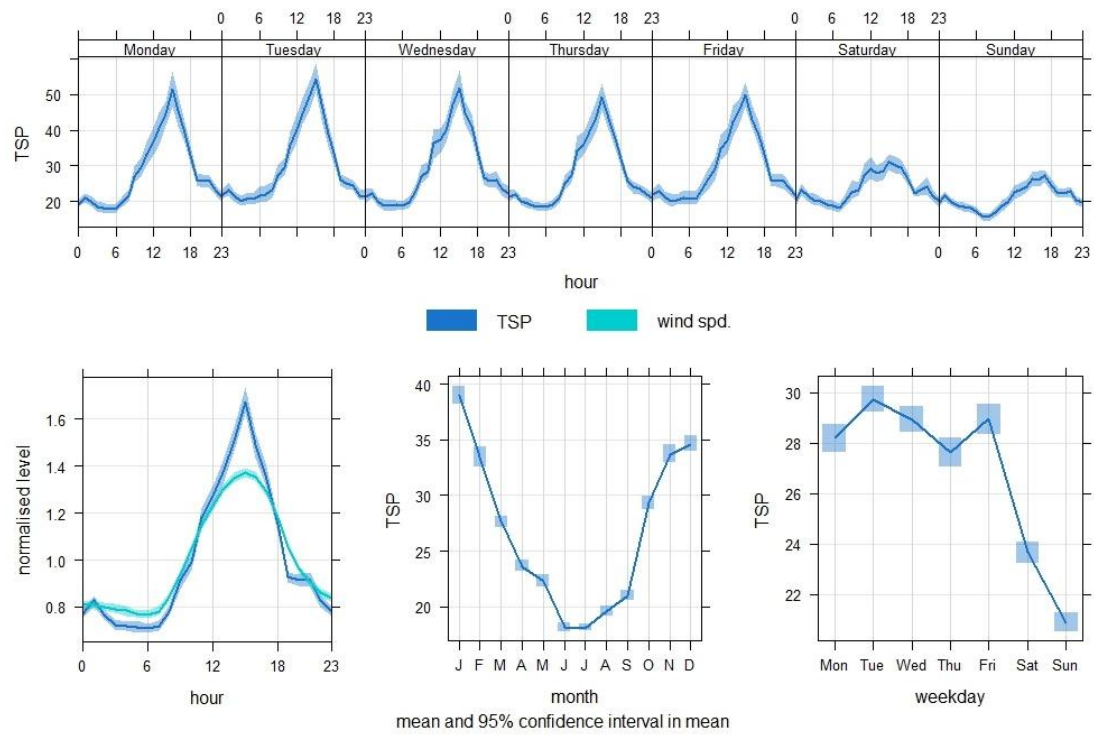 0 6 12 18 23 0 6 12 18 23 0 6 12 18 23
Monday Tuesday Wednesday Thursday Friday Saturday Sunday
50
40
30
20
TSP
0 6 12 18 23 0 6 12 18 23 0 6 12 18 23 0 6 12 18 23
hour
TSP wind spd.
1.6
1.4
1.2
1.0
0.8
normalised level
0 6 12 18 23
hour
40
35
30
25
20
TSP
J F M A M J J A S O N D
month
30
28
26
24
22
TSP
Mon Tue Wed Thu Fri Sat Sun
weekday
mean and 95% confidence interval in mean